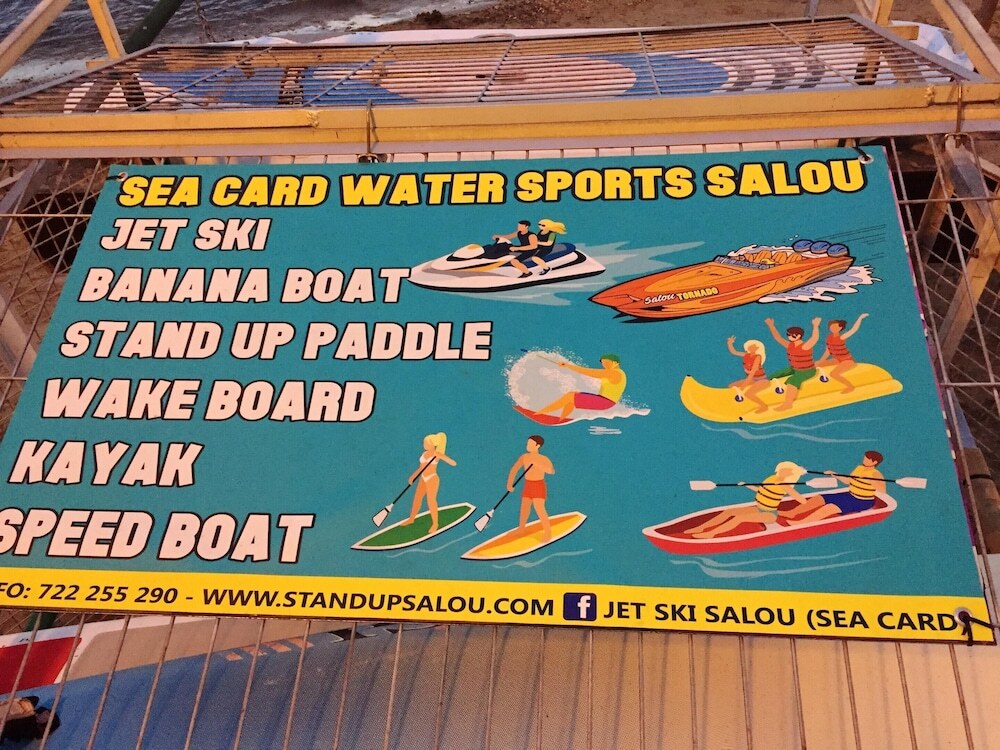 SEA CARD WATER SPORTS SALOU
JET SKI
BANANA BOAT
Salou TORNADO
STAND UP PADDLE
WAKE BOARD
KAYAK
SPEED BOAT
FO: 722 255 290 - WWW.STANDUPSALOU.COM f JET SKI SALOU (SEA CARD)